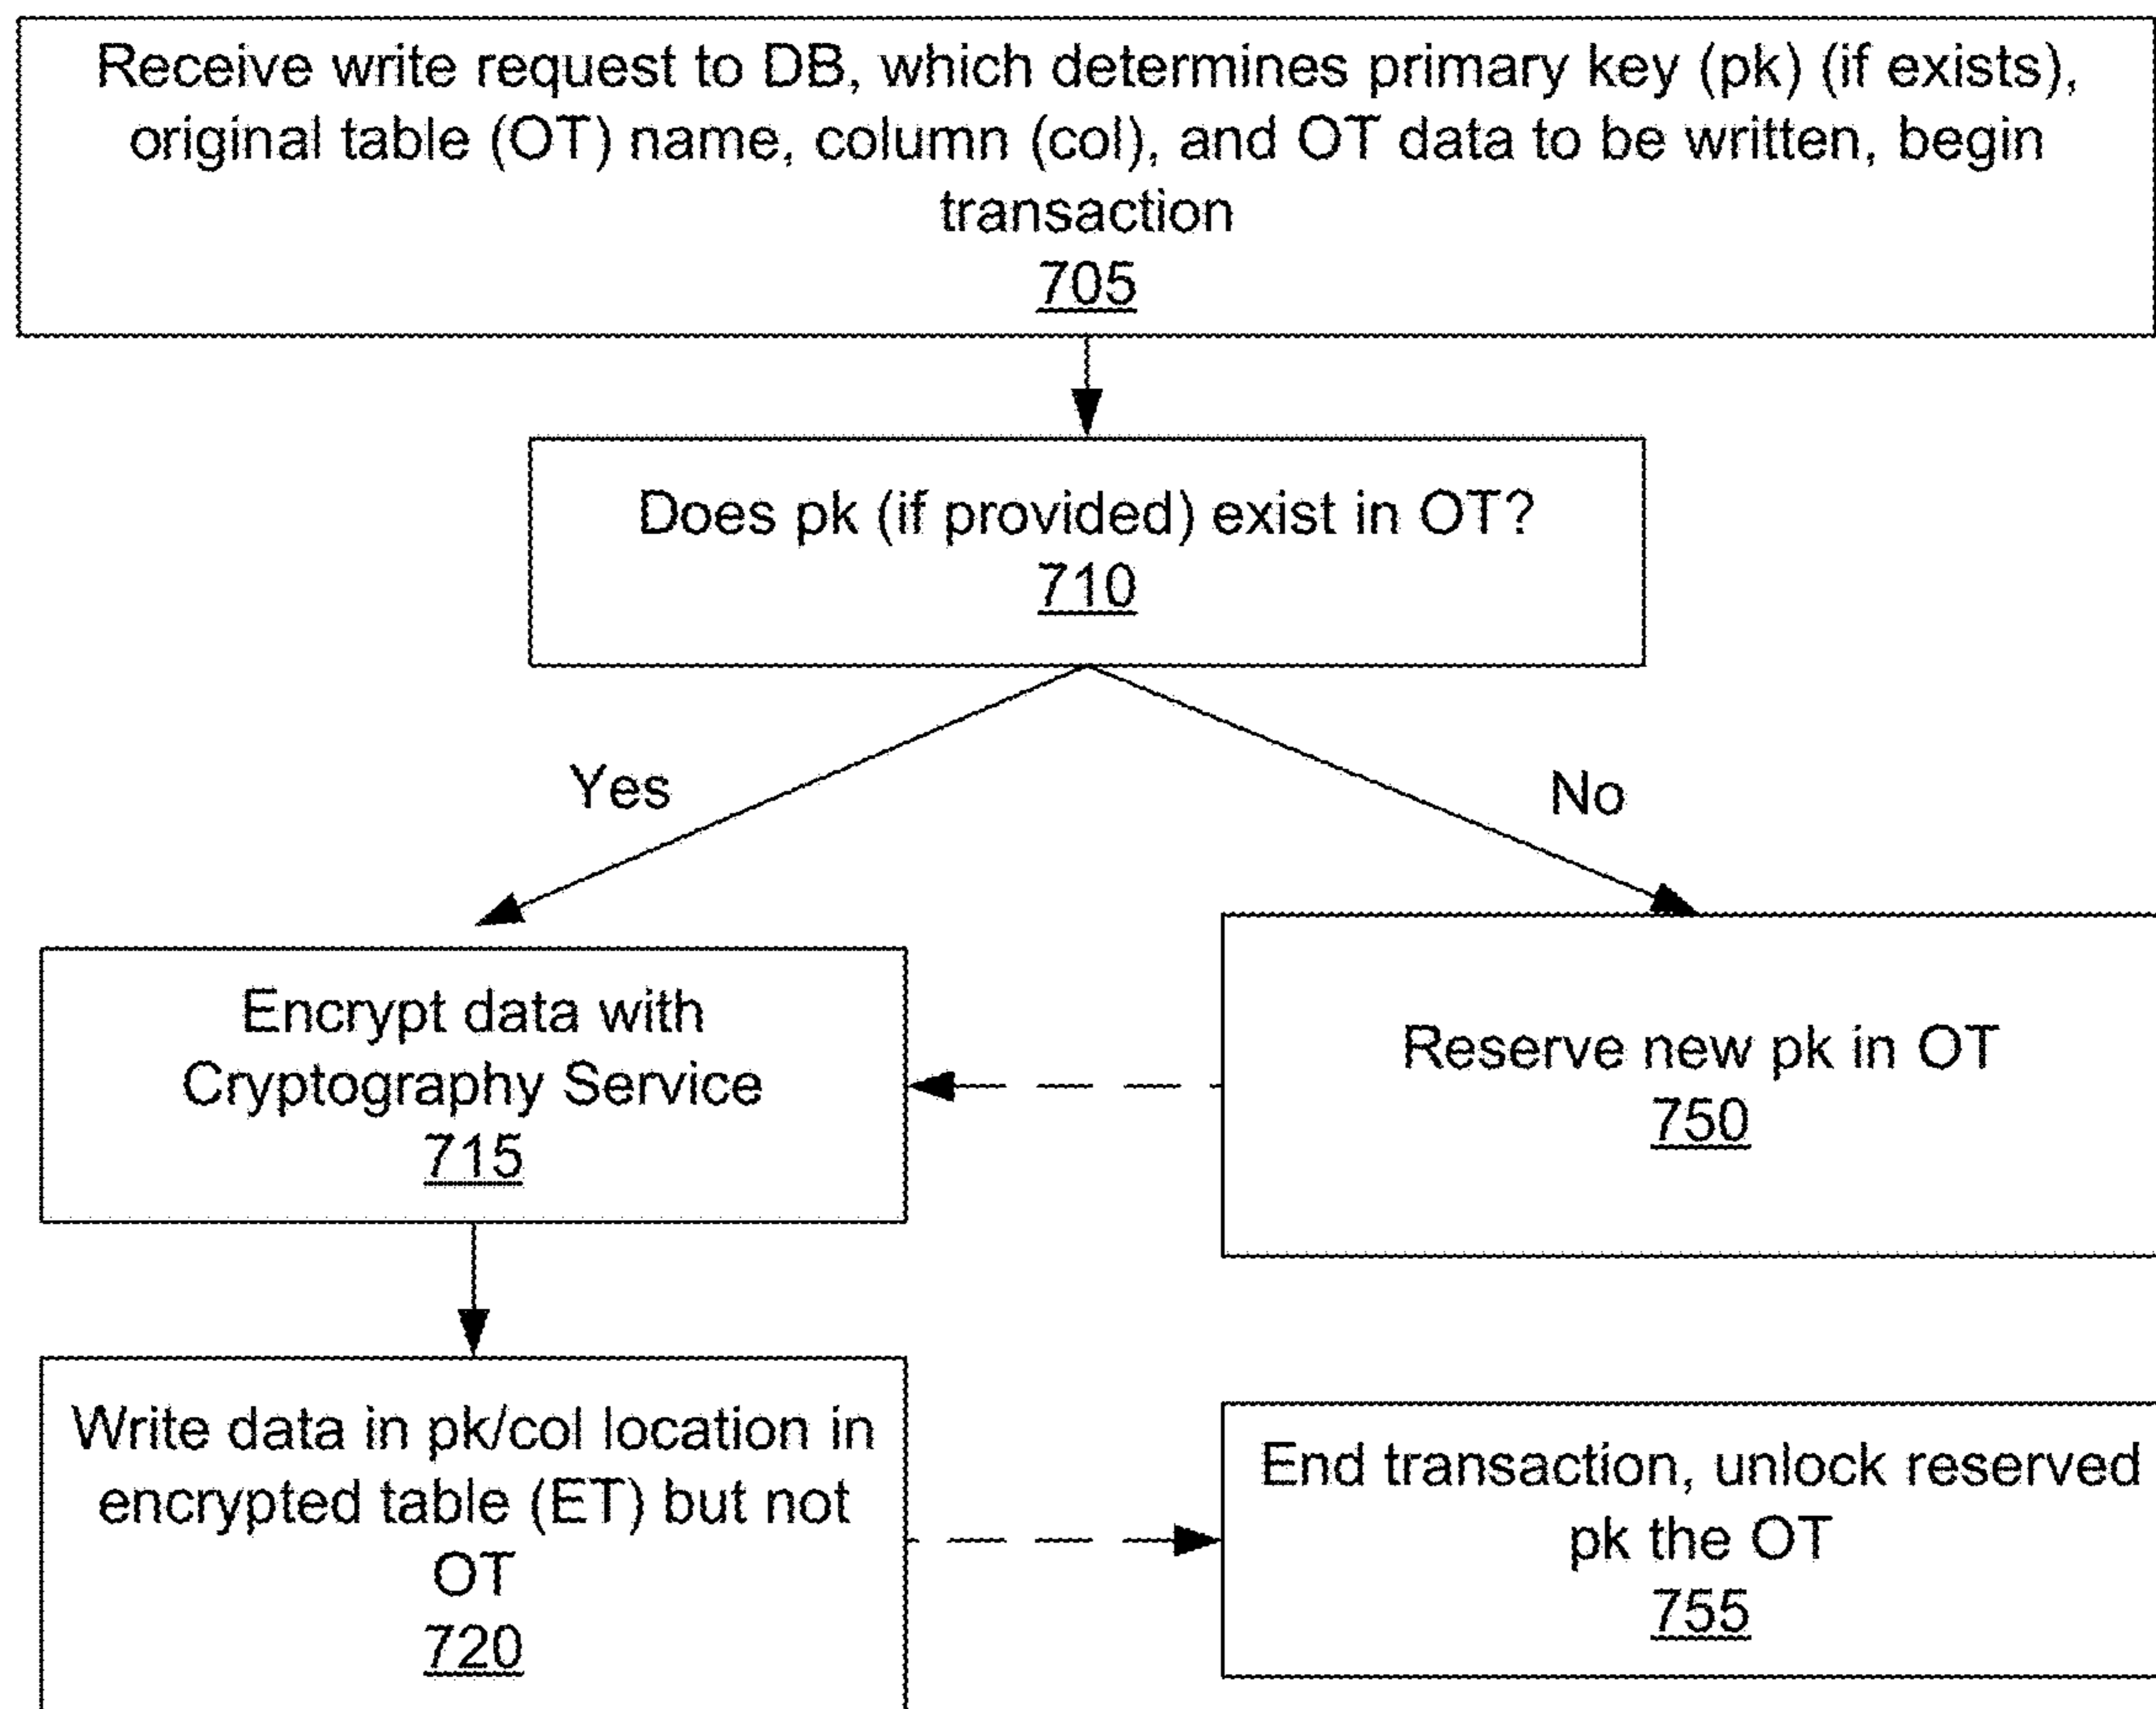 Receive write request to DB, which determines primary key (pk) (if exists),
original table (OT) name, column (col), and OT data to be written, begin
transaction
705
Does pk (if provided) exist in OT?
710
Yes
No
Encrypt data with
Cryptography Service
715
Reserve new pk in OT
750
Write data in pk/col location in
encrypted table (ET) but not
OT
720
End transaction, unlock reserved
pk the OT
755